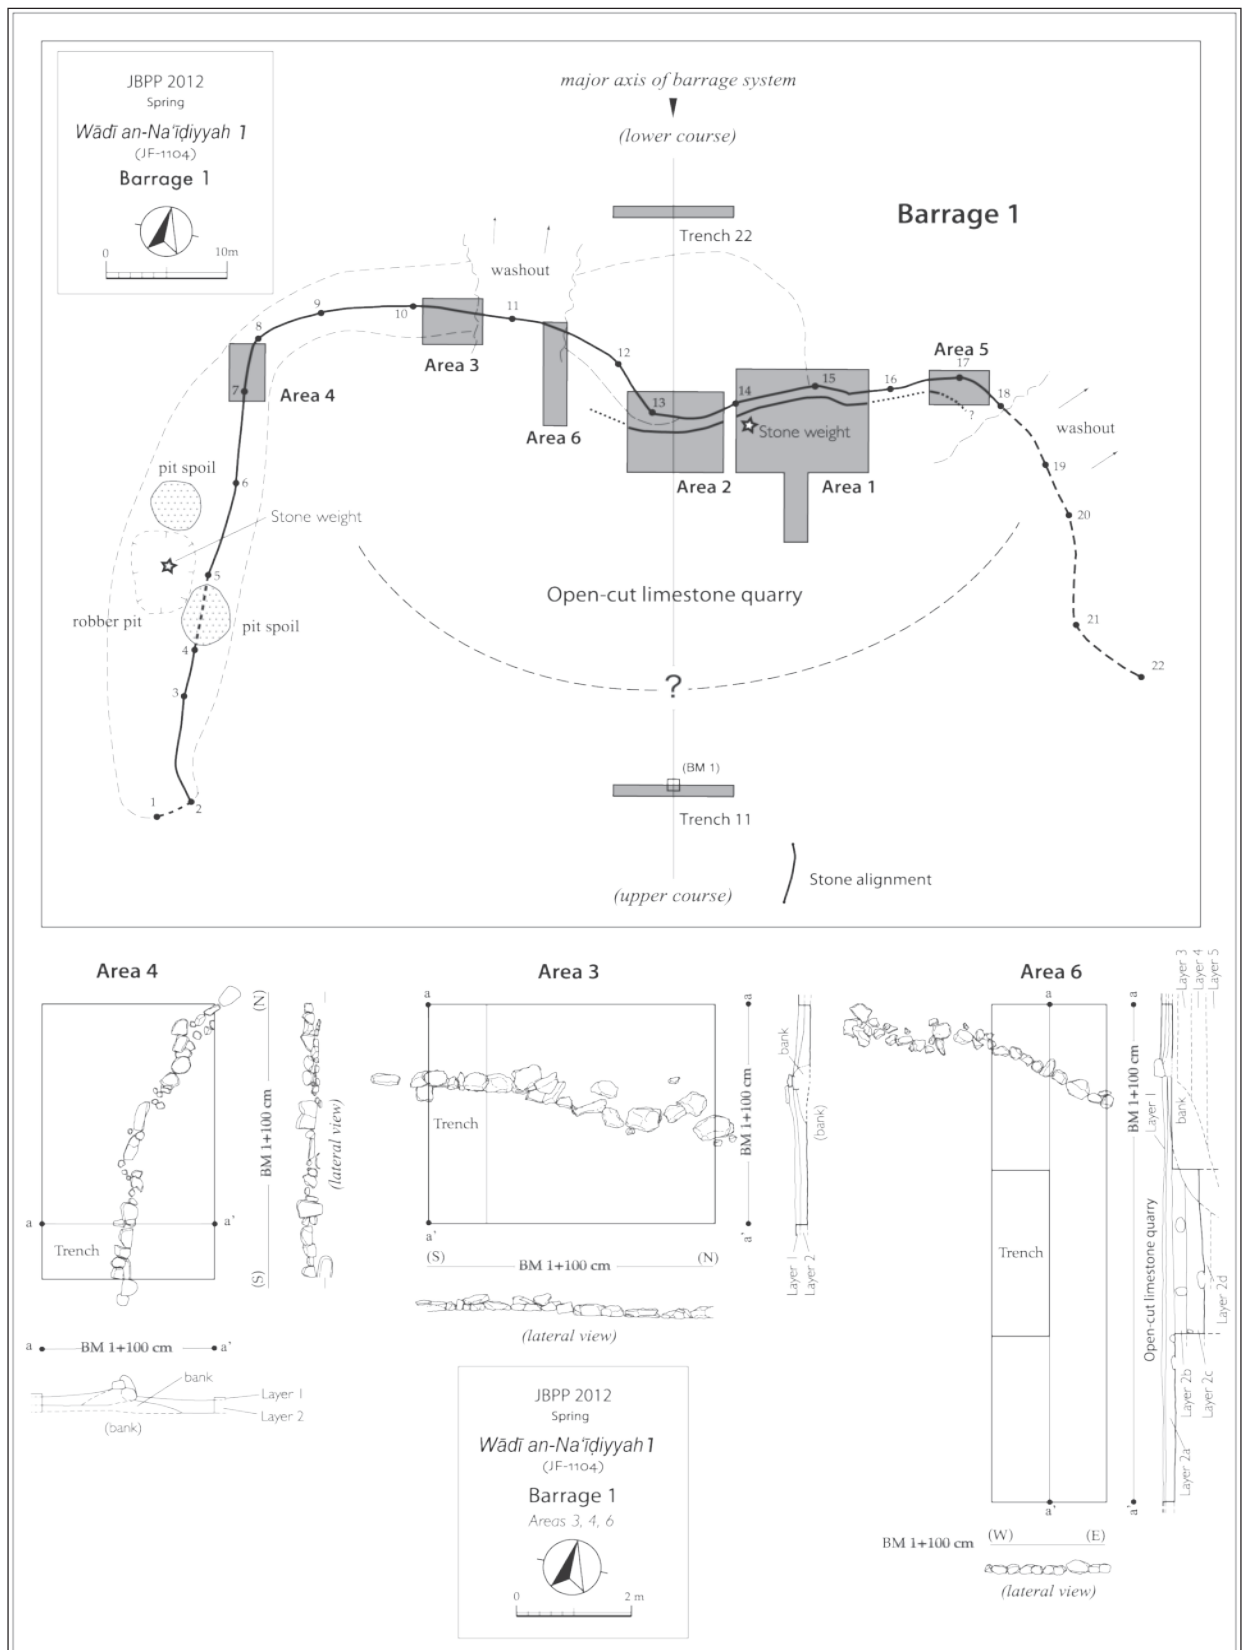 JBPP 2012
Spring
Wādī an-Na‘īḍiyyah 1
(JF-1104)
Barrage 1
0 10m
major axis of barrage system
(lower course)
Barrage 1
Trench 22
washout
9
10
11
8
12
Area 3
7
Area 4
Area 6
13
14
15
16
Area 5
17
18
Stone weight
?
washout
Area 2
Area 1
19
pit spoil
6
20
Stone weight
5
Open-cut limestone quarry
robber pit
pit spoil
21
4
22
3
?
(BM 1)
1
2
Trench 11
Stone alignment
(upper course)
Area 4
(N)
BM 1+100 cm
(lateral view)
(S)
a
a'
Trench
a
BM 1+100 cm
a'
bank
Layer 1
Layer 2
(bank)
Area 3
a
a
bank
Trench
BM 1+100 cm
(bank)
a'
a'
(S)
(N)
BM 1+100 cm
Layer 1
Layer 2
(lateral view)
JBPP 2012
Spring
Wādī an-Na‘īḍiyyah 1
(JF-1104)
Barrage 1
Areas 3, 4, 6
0 2 m
Area 6
a
a
a
Layer 3
Layer 4
Layer 5
BM 1+100 cm
Layer 1
bank
Trench
Open-cut limestone quarry
Layer 2d
Layer 2b
Layer 2c
Layer 2a
a'
a'
a'
BM 1+100 cm
(W)
(E)
(lateral view)